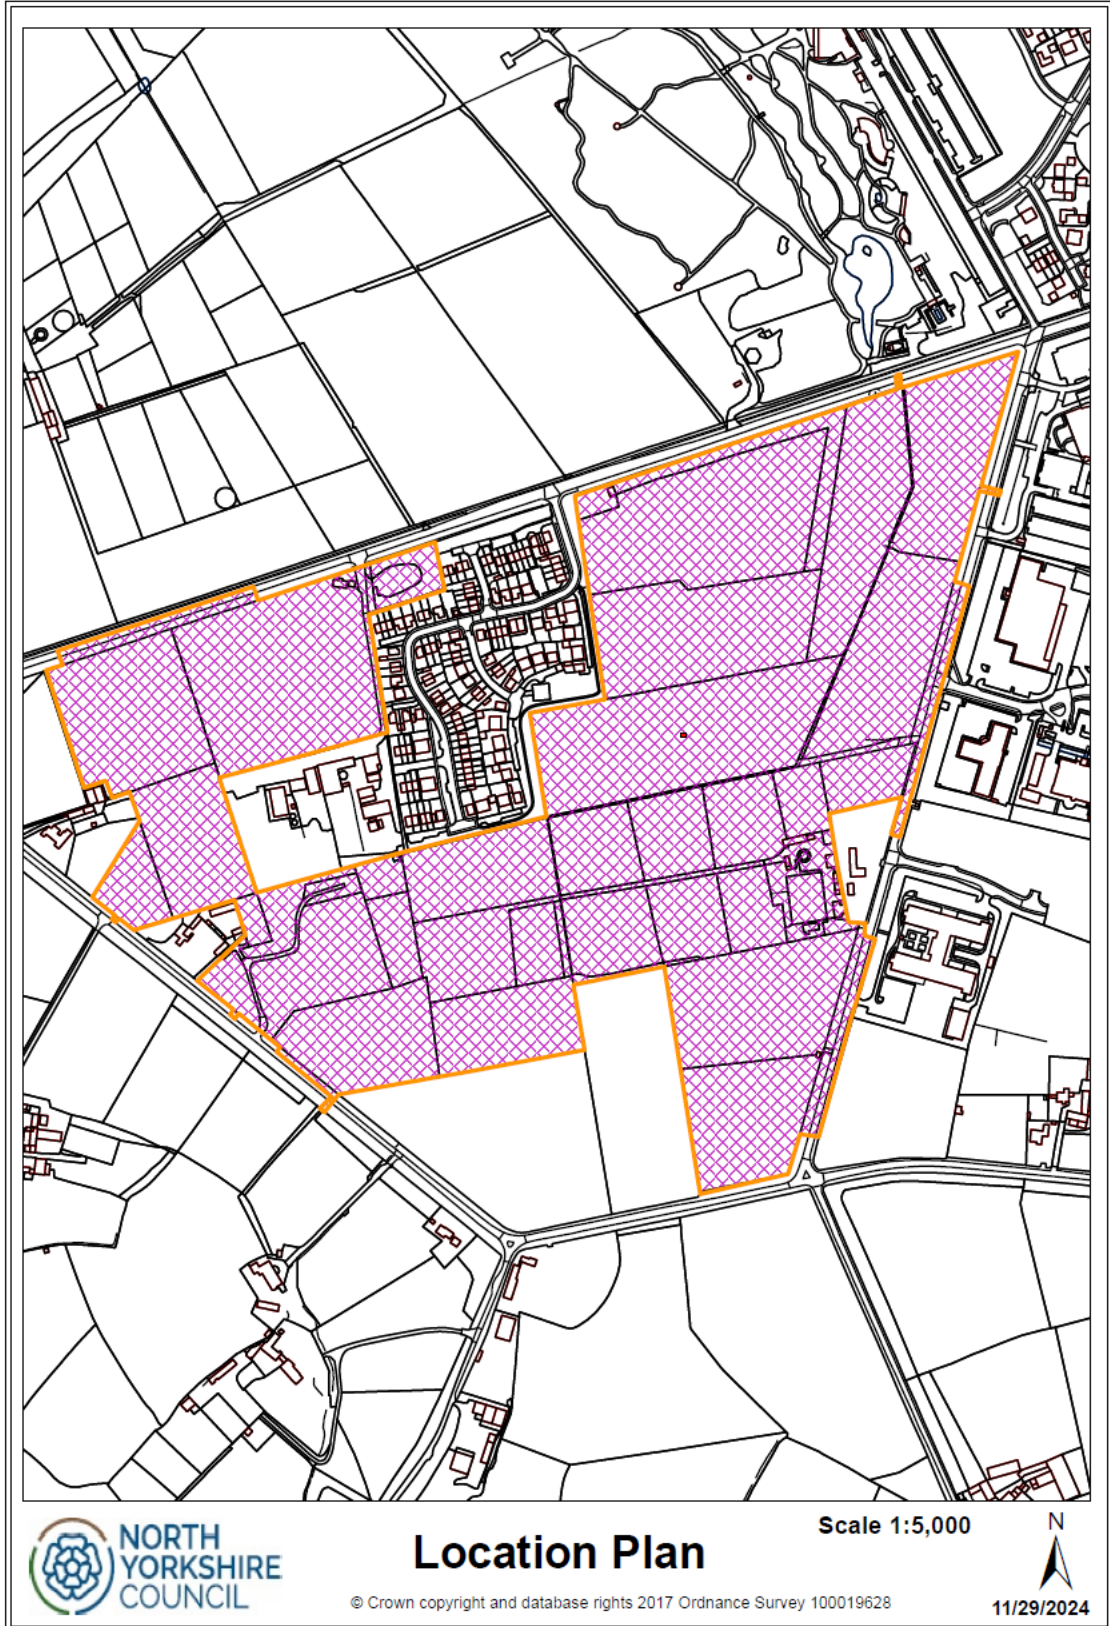 NORTH
YORKSHIRE
COUNCIL
Location Plan
Scale 1:5,000
N
© Crown copyright and database rights 2017 Ordnance Survey 100019628
11/29/2024